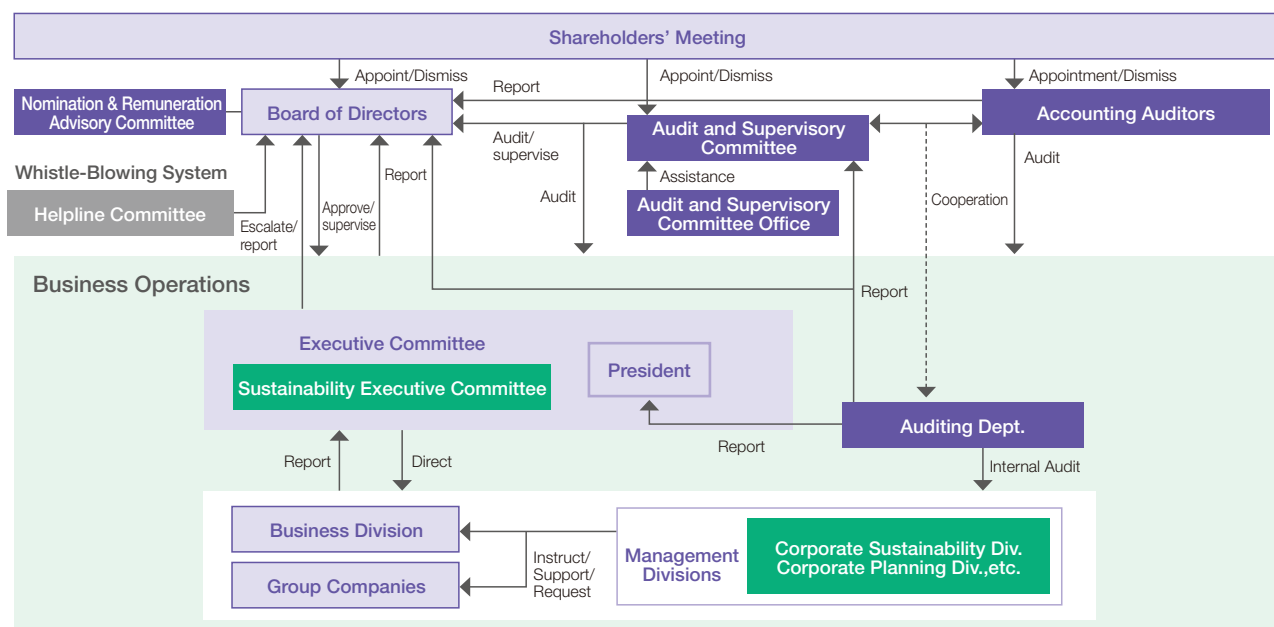 Shareholders' Meeting
Appoint/Dismiss
Appoint/Dismiss
Appointment/Dismiss
Report
Nomination & Remuneration
Advisory Committee
Board of Directors
Accounting Auditors
Audit and Supervisory
Committee
Audit/
supervise
Audit
Whistle-Blowing System
Report
Assistance
Helpline Committee
Audit and Supervisory
Committee Office
Cooperation
Audit
Escalate/
report
Approve/
supervise
Business Operations
Report
Executive Committee
Sustainability Executive Committee
President
Auditing Dept.
Report
Report
Direct
Internal Audit
Business Division
Group Companies
Instruct/
Support/
Request
Management
Divisions
Corporate Sustainability Div.
Corporate Planning Div.,etc.